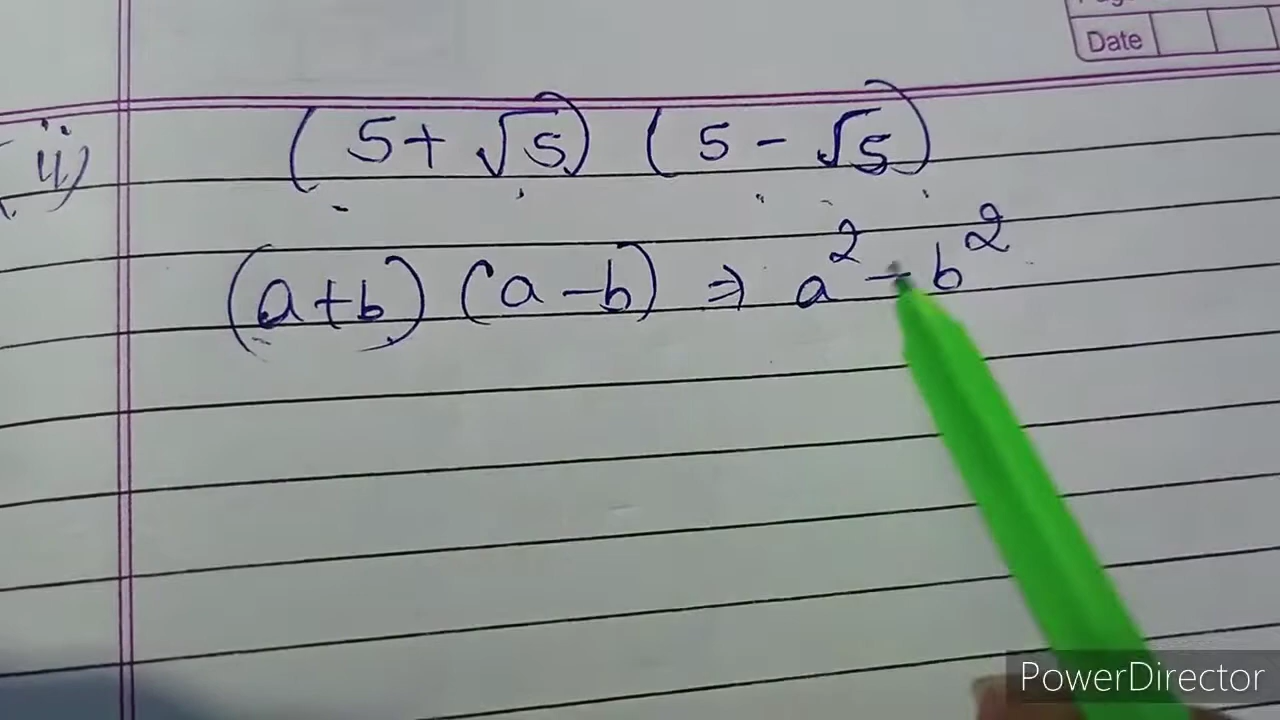 Date
ii) (5+√5) (5-√5)
(a+b) (a-b) ⇒ a²-b²
PowerDirector